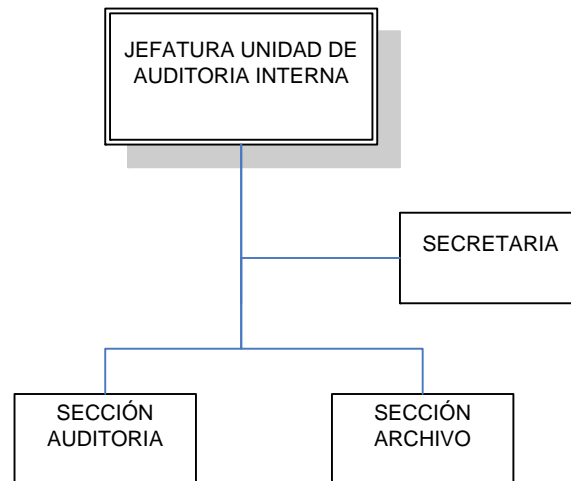 JEFATURA UNIDAD DE
AUDITORIA INTERNA
SECRETARIA
SECCIÓN
AUDITORIA
SECCIÓN
ARCHIVO